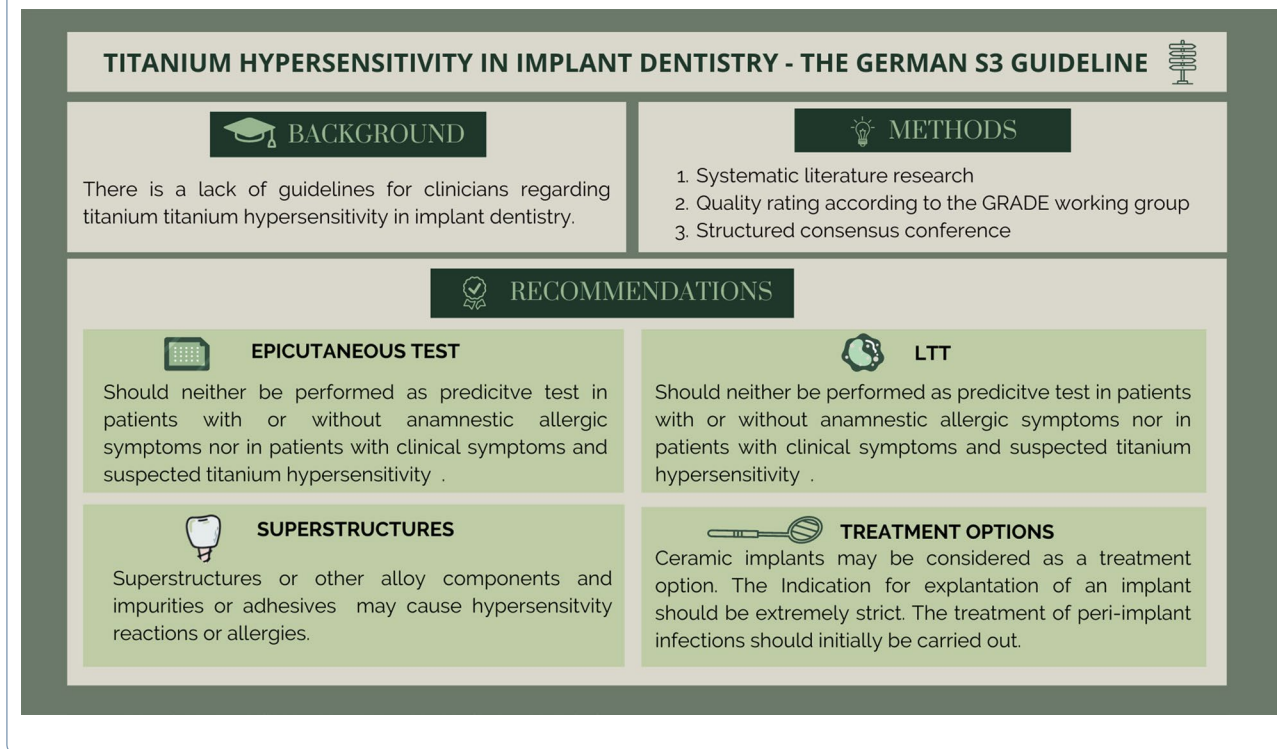 TITANIUM HYPERSENSITIVITY IN IMPLANT DENTISTRY - THE GERMAN S3 GUIDELINE
BACKGROUND
There is a lack of guidelines for clinicians regarding
titanium titanium hypersensitivity in implant dentistry.
METHODS
1. Systematic literature research
2. Quality rating according to the GRADE working group
3. Structured consensus conference
RECOMMENDATIONS
EPICUTANEOUS TEST
Should neither be performed as predicitve test in
patients with or without anamnestic allergic
symptoms nor in patients with clinical symptoms and
suspected titanium hypersensitivity .
LTT
Should neither be performed as predicitve test in patients
with or without anamnestic allergic symptoms nor in
patients with clinical symptoms and suspected titanium
hypersensitivity .
SUPERSTRUCTURES
Superstructures or other alloy components and
impurities or adhesives may cause hypersensitvity
reactions or allergies.
TREATMENT OPTIONS
Ceramic implants may be considered as a treatment
option. The Indication for explantation of an implant
should be extremely strict. The treatment of peri-implant
infections should initially be carried out.